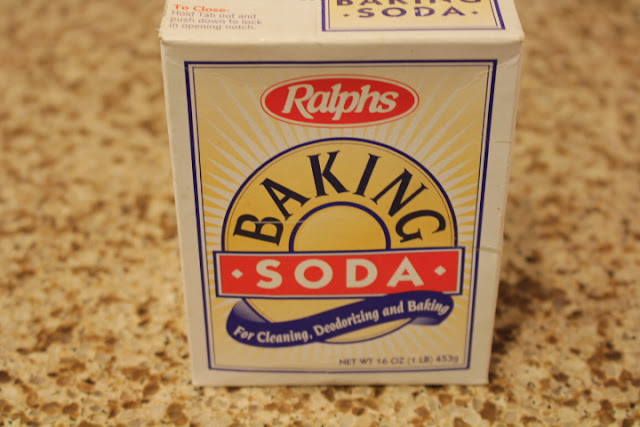 To Close:
Hold Tab out and
push down to lock
in opening notch.
BAKING
· SODA ·
Ralphs
BAKING
· SODA ·
For Cleaning, Deodorizing and Baking
NET WT 16 OZ (1 LB) 453g